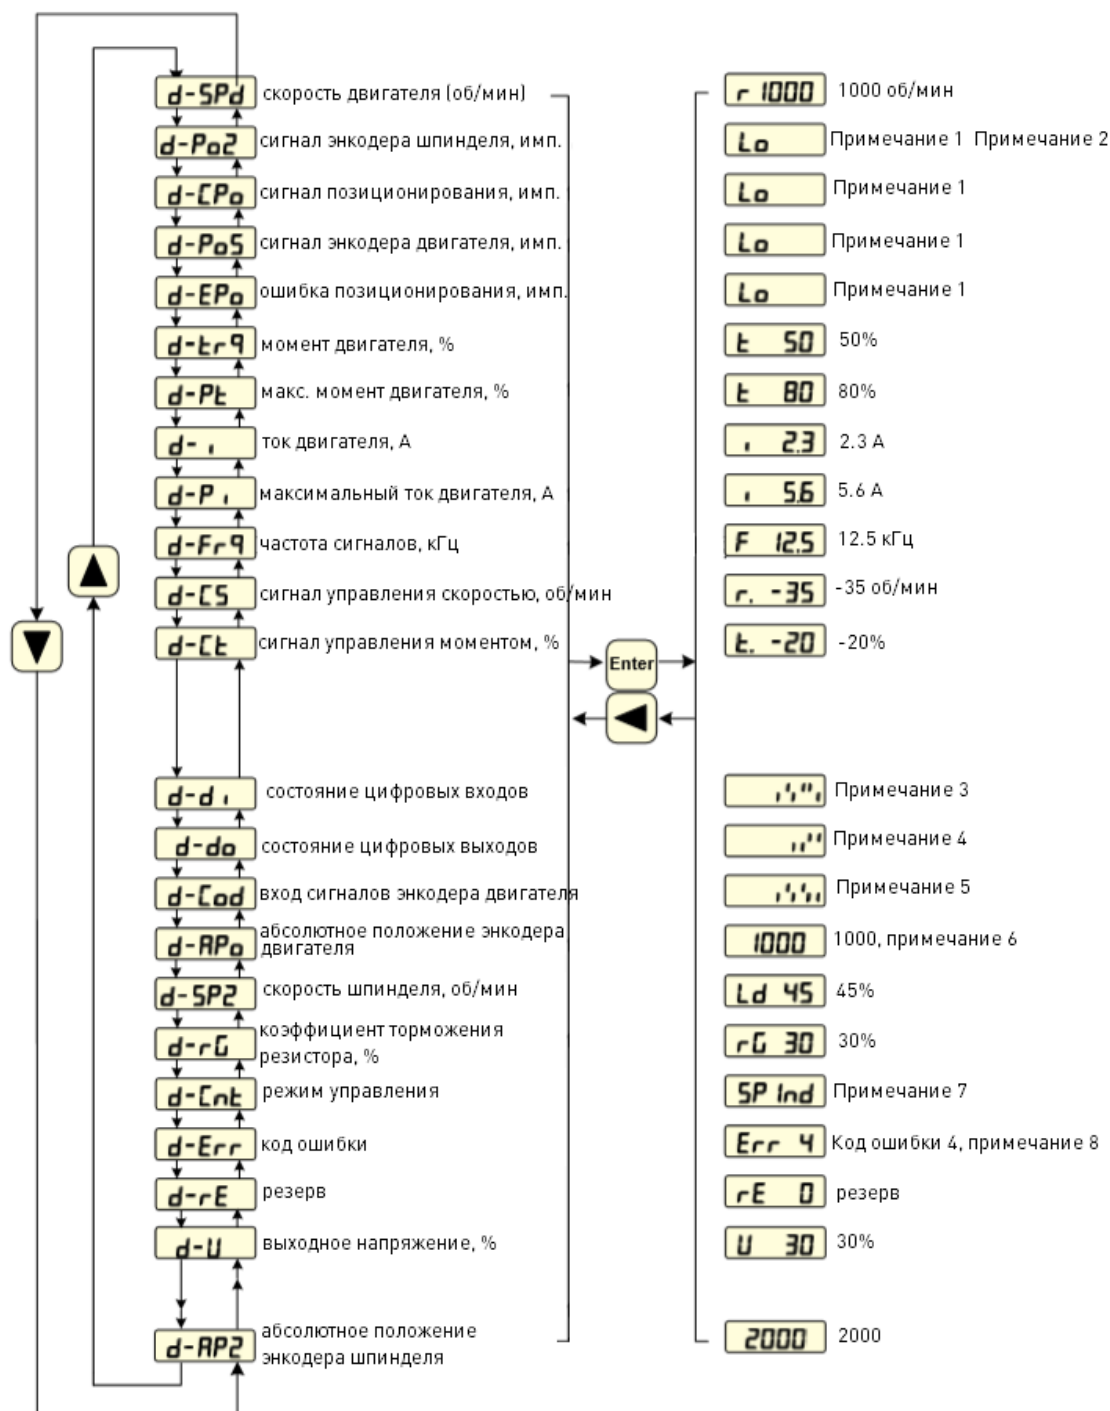 d-SPd скорость двигателя (об/мин) r 1000 1000 об/мин
d-Po2 сигнал энкодера шпинделя, имп. Lo Примечание 1 Примечание 2
d-CPo сигнал позиционирования, имп. Lo Примечание 1
d-PoS сигнал энкодера двигателя, имп. Lo Примечание 1
d-EPo ошибка позиционирования, имп. Lo Примечание 1
d-trq момент двигателя, % t 50 50%
d-Pt макс. момент двигателя, % t 80 80%
d-i ток двигателя, А i 2.3 2.3 А
d-Pi максимальный ток двигателя, А i 5.6 5.6 А
d-Frq частота сигналов, кГц F 12.5 12.5 кГц
d-CS сигнал управления скоростью, об/мин r. -35 -35 об/мин
d-Ct сигнал управления моментом, % t. -20 -20%
Enter
d-di состояние цифровых входов Примечание 3
d-do состояние цифровых выходов Примечание 4
d-Cod вход сигналов энкодера двигателя Примечание 5
d-APo абсолютное положение энкодера
двигателя 1000 1000, примечание 6
d-SP2 скорость шпинделя, об/мин Ld 45 45%
d-rG коэффициент торможения
резистора, % rG 30 30%
d-Cnt режим управления SPInd Примечание 7
d-Err код ошибки Err 4 Код ошибки 4, примечание 8
d-rE резерв rE 0 резерв
d-U выходное напряжение, % U 30 30%
d-AP2 абсолютное положение
энкодера шпинделя 2000 2000